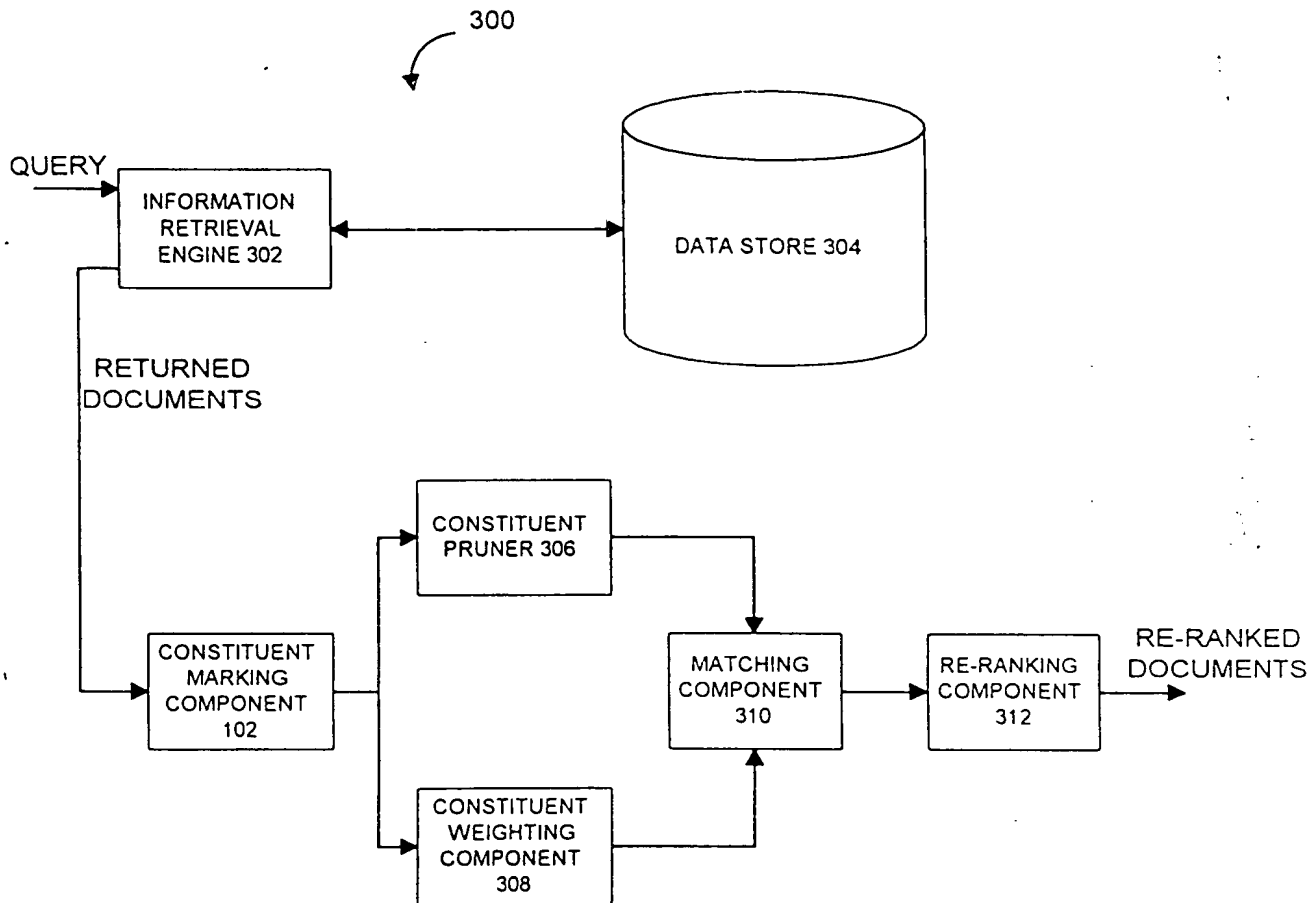 300
QUERY
INFORMATION
RETRIEVAL
ENGINE 302
DATA STORE 304
RETURNED
DOCUMENTS
CONSTITUENT
PRUNER 306
CONSTITUENT
MARKING
COMPONENT
102
MATCHING
COMPONENT
310
RE-RANKING
COMPONENT
312
RE-RANKED
DOCUMENTS
CONSTITUENT
WEIGHTING
COMPONENT
308